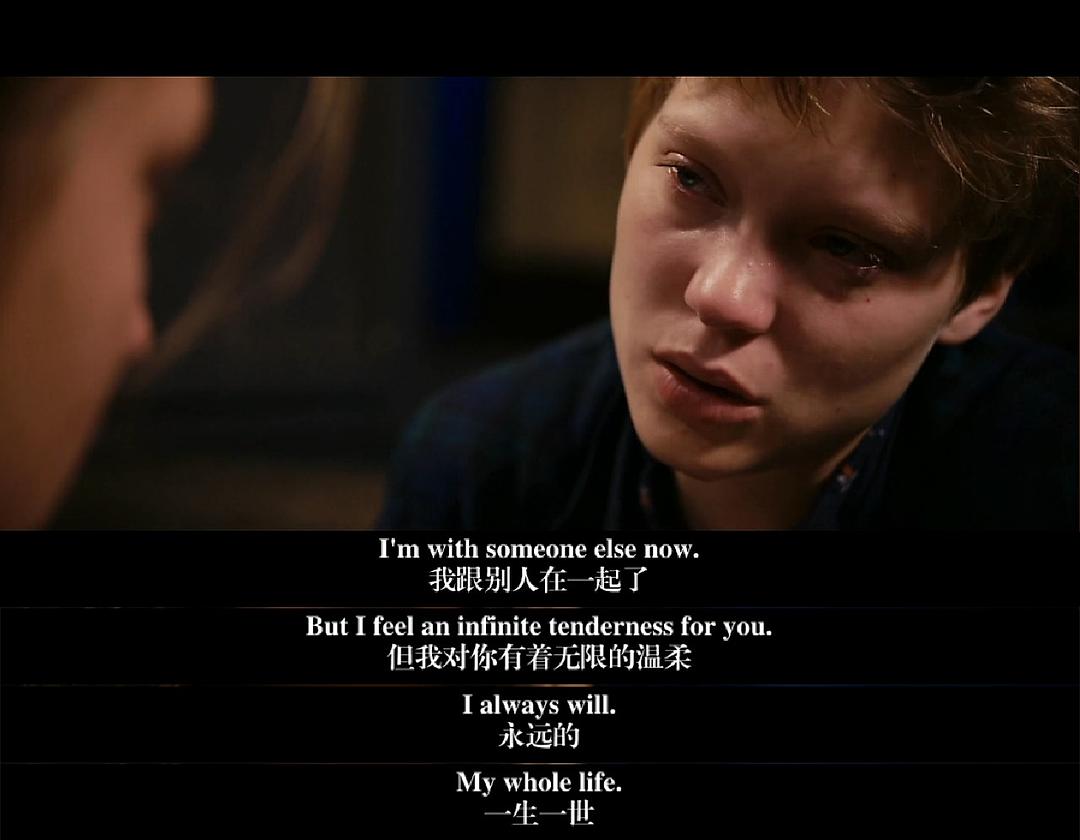 I'm with someone else now.
我跟别人在一起了
But I feel an infinite tenderness for you.
但我对你有着无限的温柔
I always will.
永远的
My whole life.
一生一世